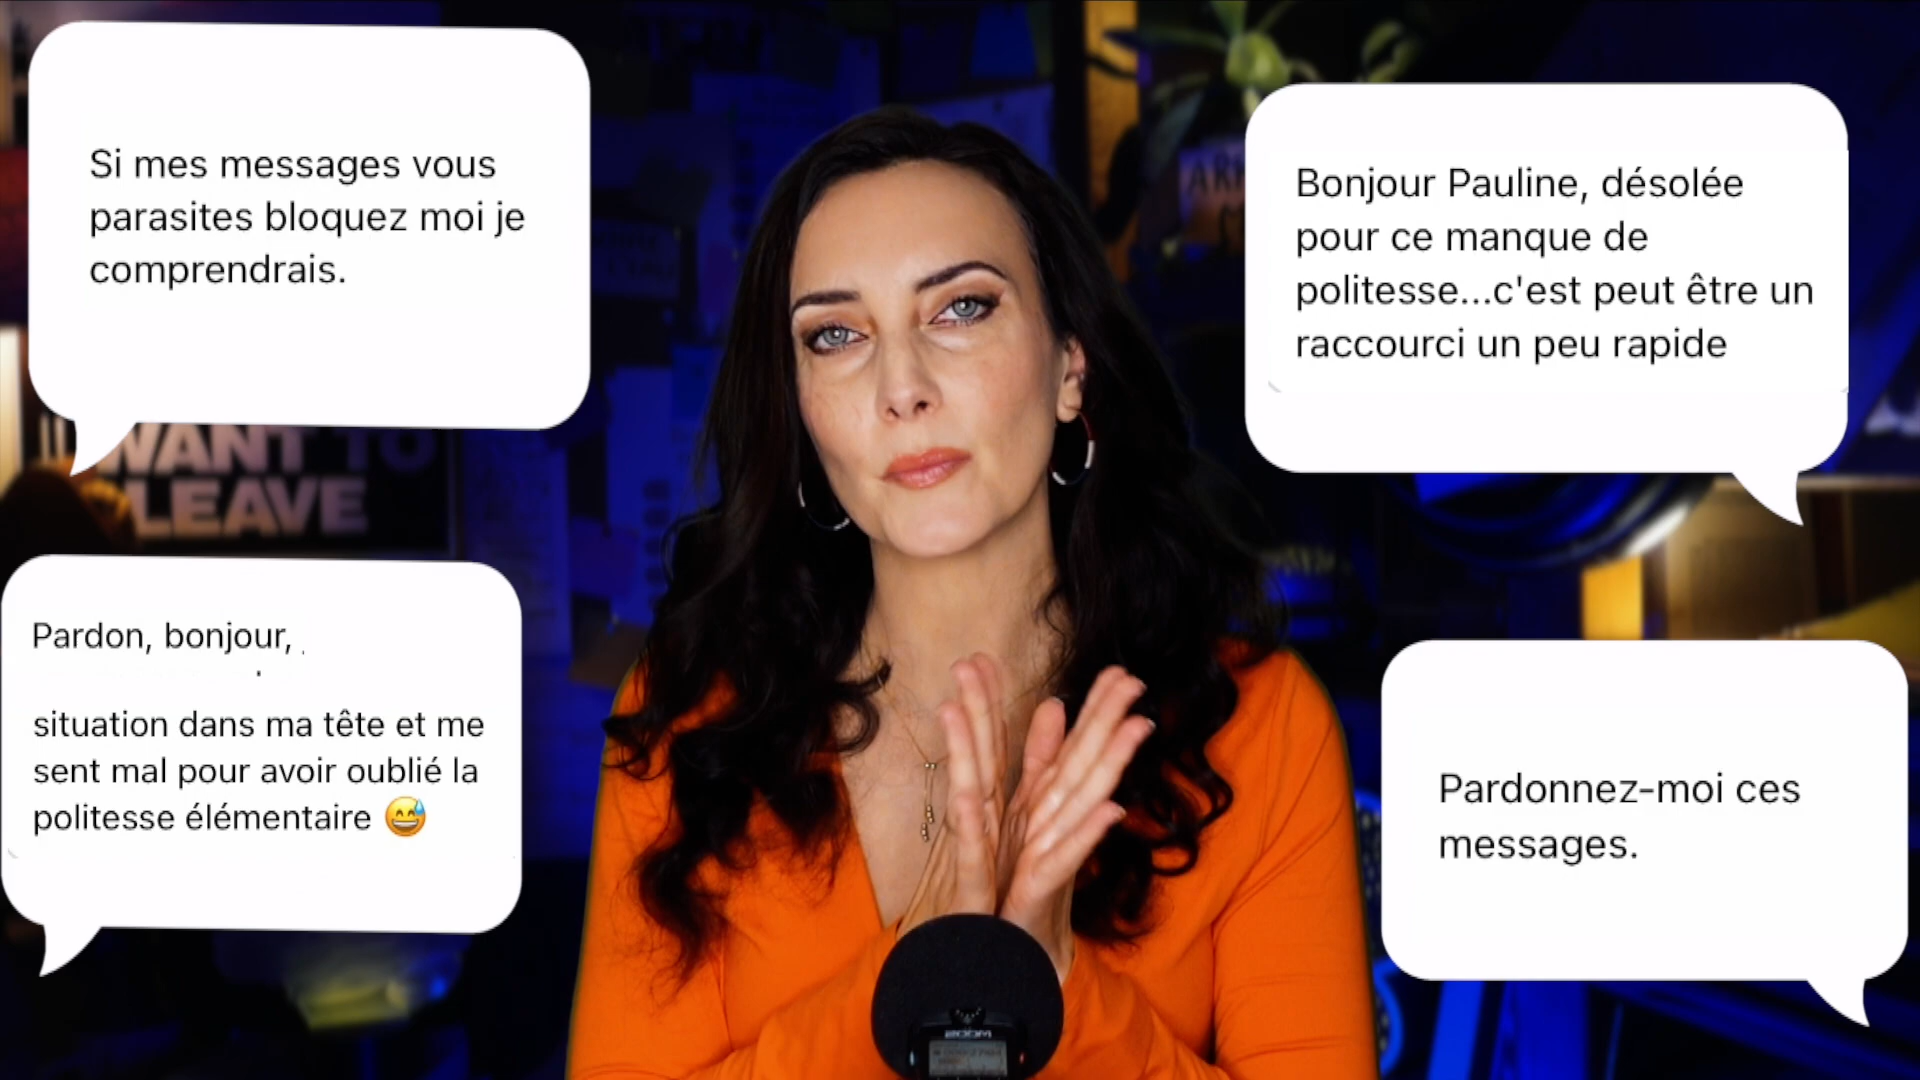 Si mes messages vous
parasites bloquez moi je
comprendrais.
WANT TO
LEAVE
Pardon, bonjour,
situation dans ma tête et me
sent mal pour avoir oublié la
politesse élémentaire 😅
Bonjour Pauline, désolée
pour ce manque de
politesse...c'est peut être un
raccourci un peu rapide
Pardonnez-moi ces
messages.
ZOOM